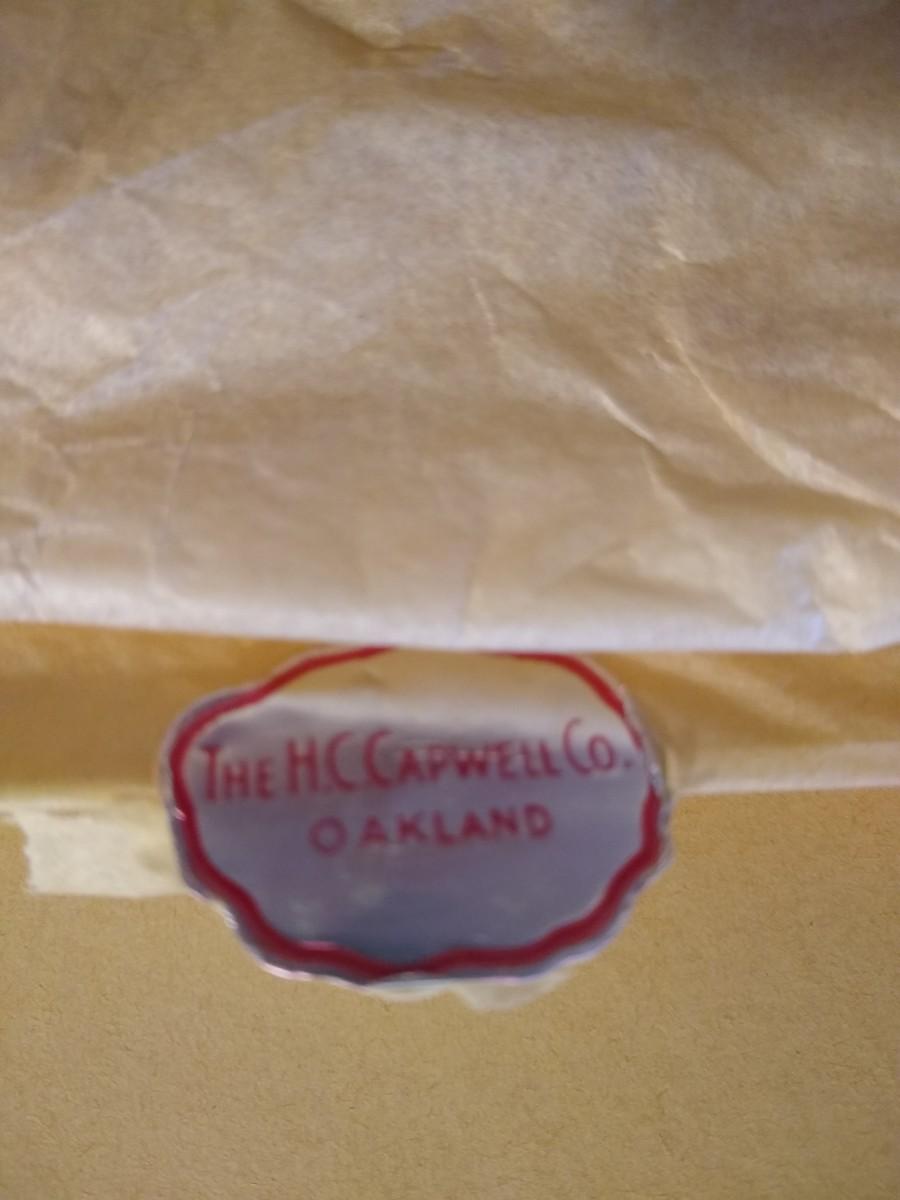 THE H.C. CAPWELL CO.
OAKLAND